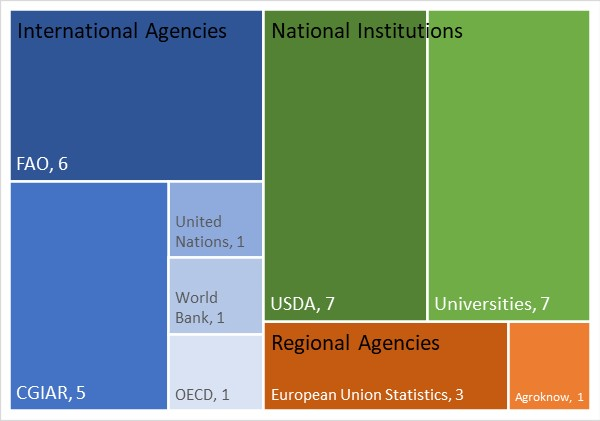 International Agencies
FAO, 6
CGIAR, 5
United
Nations, 1
World
Bank, 1
OECD, 1
National Institutions
USDA, 7
Universities, 7
Regional Agencies
European Union Statistics, 3
Agroknow, 1